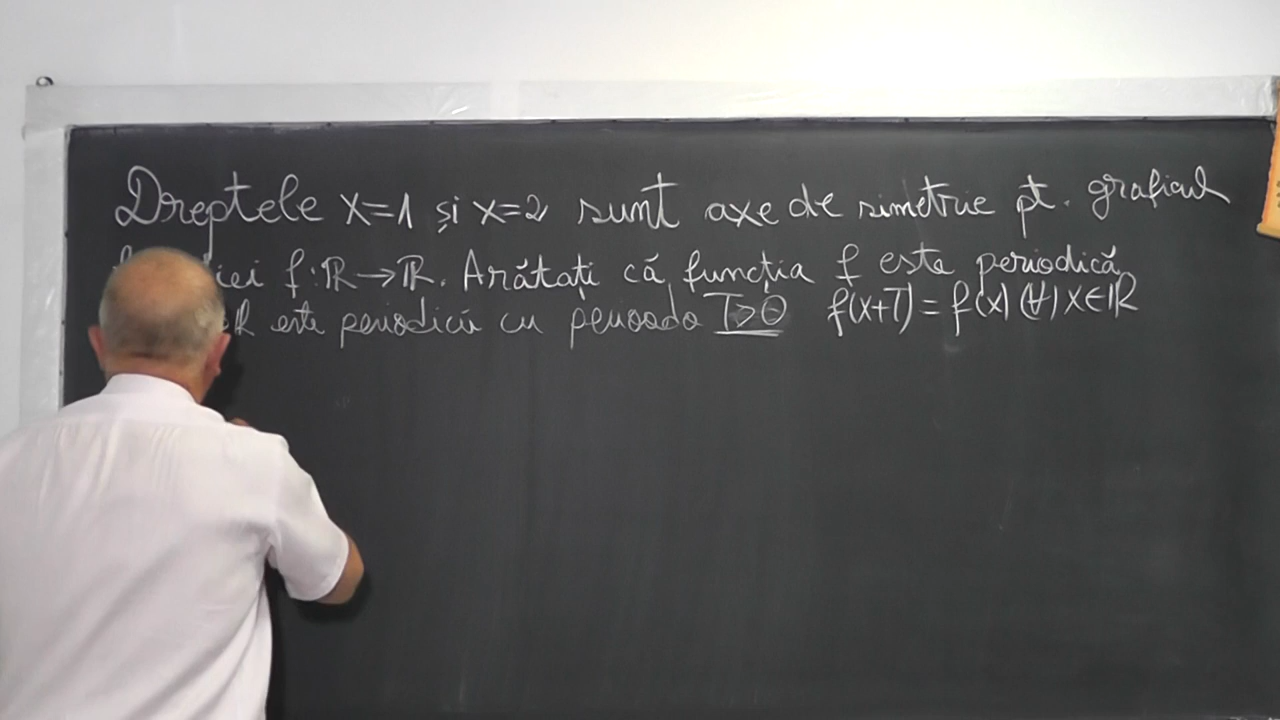 Dreptele x=1 și x=2 sunt axe de simetrie pt. graficul
f:ℝ→ℝ. Arătați că funcția f este periodică
ℝ este periodică cu perioada T>0 f(x+T) = f(x) (∀) x∈ℝ